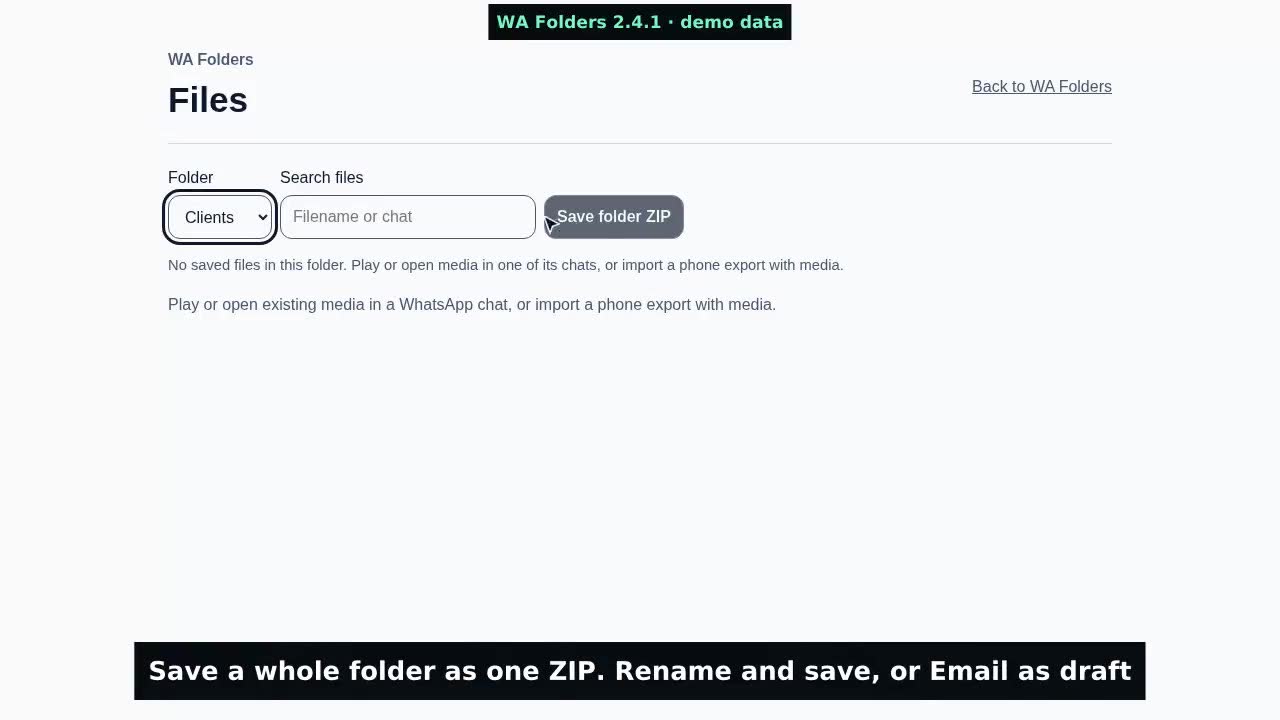 WA Folders 2.4.1 · demo data
WA Folders
Files
Back to WA Folders
Folder
Search files
Clients
Filename or chat
Save folder ZIP
No saved files in this folder. Play or open media in one of its chats, or import a phone export with media.
Play or open existing media in a WhatsApp chat, or import a phone export with media.
Save a whole folder as one ZIP. Rename and save, or Email as draft